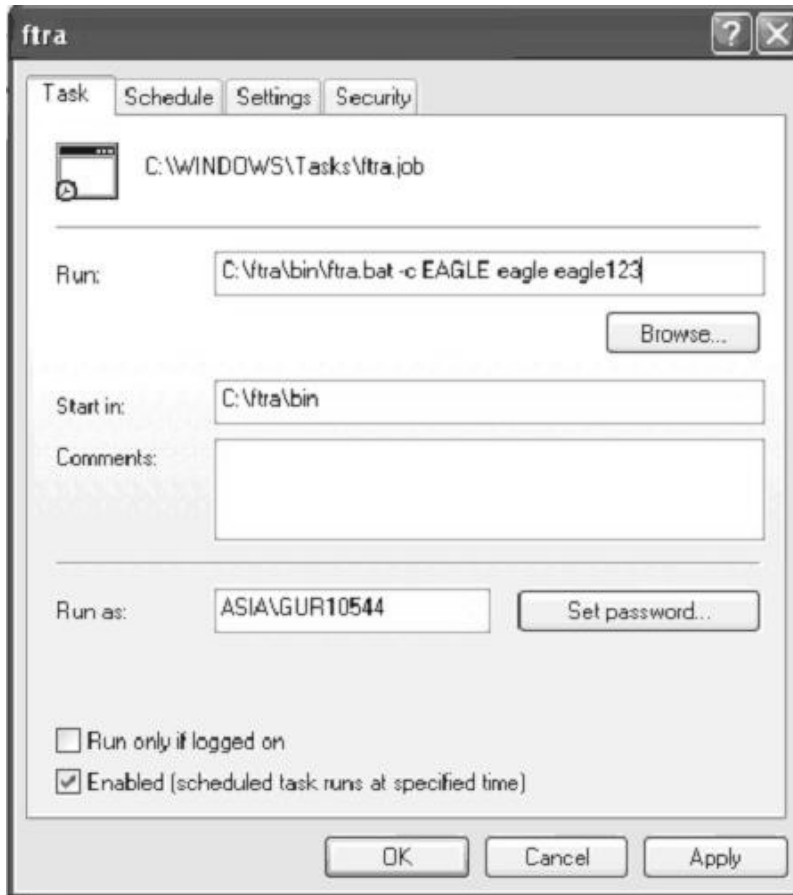 ftra
Task Schedule Settings Security
C:\WINDOWS\Tasks\ftra.job
Run: C:\ftra\bin\ftra.bat -c EAGLE eagle eagle123
Browse...
Start in: C:\ftra\bin
Comments:
Run as: ASIA\GUR10544 Set password...
Run only if logged on
Enabled (scheduled task runs at specified time)
OK Cancel Apply